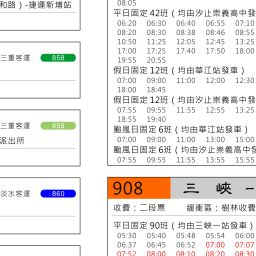 和路）-捷運新埔站
三重客運 858
三重客運 859
派出所
淡水客運 860
08:05
平日固定42班（均由汐止崇義高中發
06:20 06:30 06:40 06:55 07:10
08:20 08:30 08:38 08:46 08:55
10:50 11:25 12:05 12:45 13:25
17:00 17:25 17:40 17:50 18:00
19:55 20:55
假日固定12班（均由華江站發車）
07:00 09:00 11:00 12:00 12:30
18:00 18:45
假日固定12班（均由汐止崇義高中發
07:55 09:55 11:55 12:55 13:55
18:55 19:40
颱風日固定6班（均由華江站發車）
07:00 09:00 11:00 13:00 15:00
颱風日固定6班（均由汐止崇義高中
07:55 09:55 11:55 13:55 15:55
908 三 峽 -
收費：二段票 緩衝區：樹林收費
平日固定90班（均由三峽一站發車）
05:30 05:40 05:48 05:54 06:00
06:37 06:45 06:52 07:00 07:07
07:52 08:00 08:10 08:20 08:30